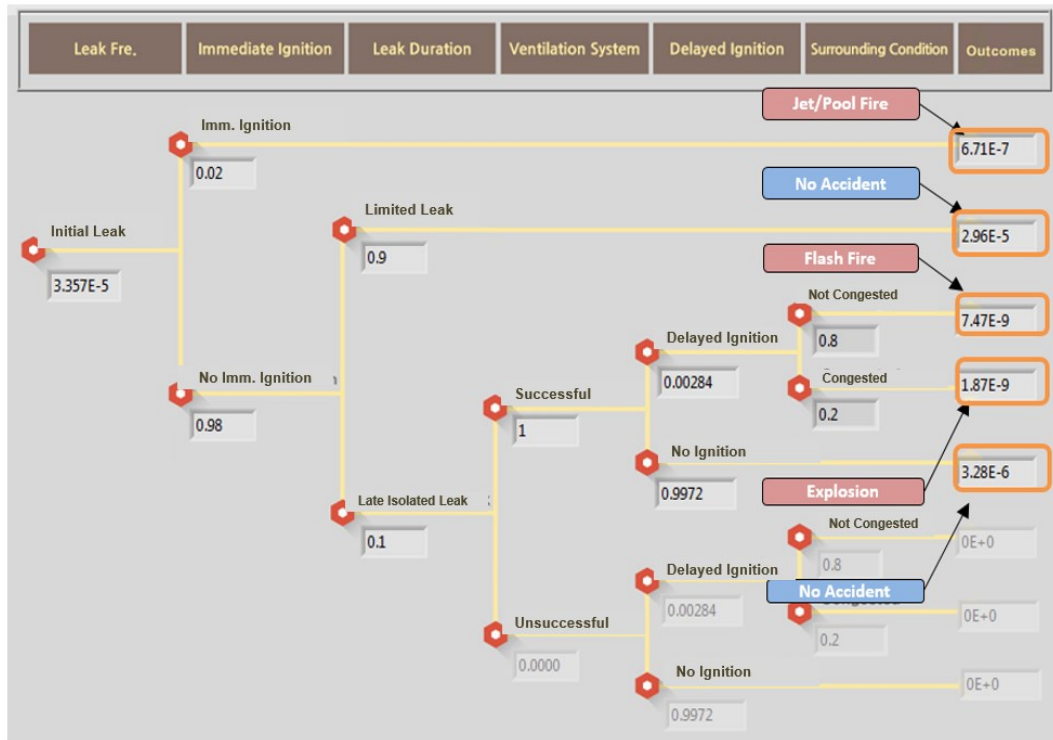 Leak Fre.
Immediate Ignition
Leak Duration
Ventilation System
Delayed Ignition
Surrounding Condition
Outcomes
Jet/Pool Fire
Imm. Ignition
6.71E-7
0.02
No Accident
Limited Leak
Initial Leak
2.96E-5
0.9
Flash Fire
3.357E-5
Not Congested
7.47E-9
Delayed Ignition
0.8
No Imm. Ignition
Congested
0.00284
1.87E-9
Successful
0.98
0.2
1
No Ignition
3.28E-6
Late Isolated Leak
0.9972
Explosion
Not Congested
0.1
0E+0
Delayed Ignition
0.8
No Accident
0.00284
Unsuccessful
0E+0
0.2
0.0000
No Ignition
0E+0
0.9972